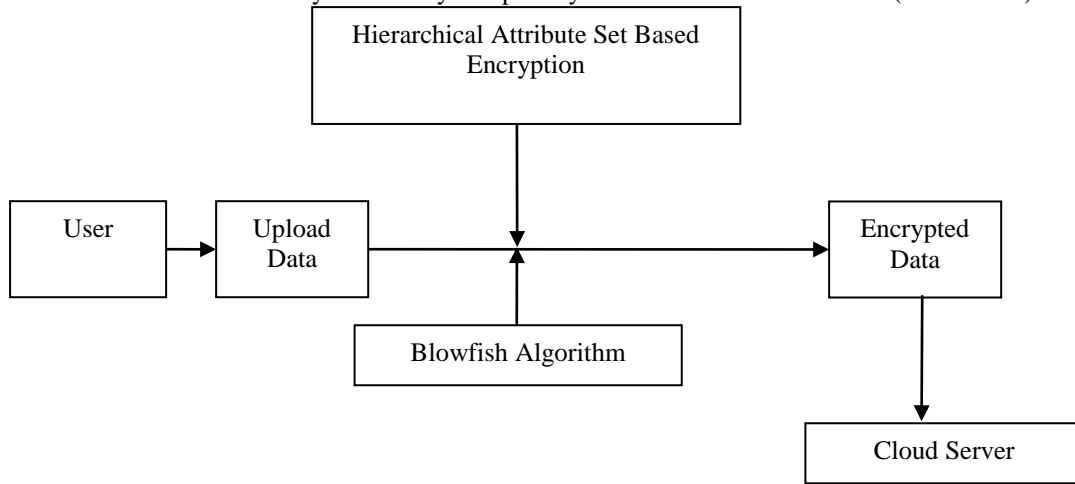 Hierarchical Attribute Set Based
Encryption
User
Upload
Data
Encrypted
Data
Blowfish Algorithm
Cloud Server